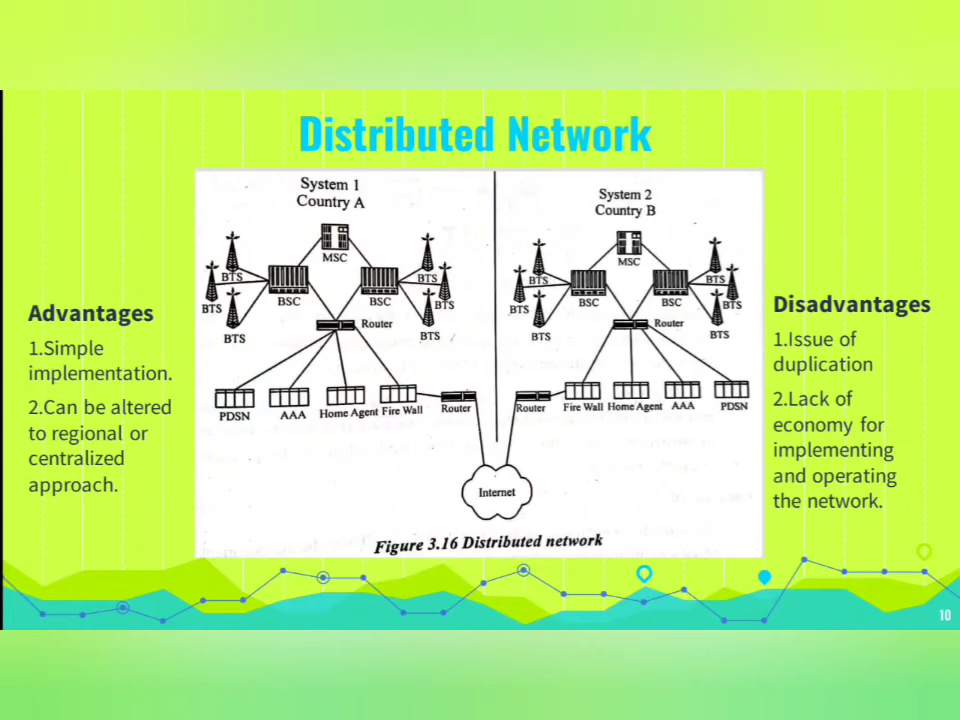 Distributed Network
System 1
Country A
MSC
BTS
BTS
BTS
BSC
BSC
BTS
BTS
BTS
Router
PDSN
AAA
Home Agent
Fire Wall
Router
System 2
Country B
MSC
BTS
BTS
BTS
BSC
BSC
BTS
BTS
BTS
Router
Router
Fire Wall
Home Agent
AAA
PDSN
Internet
Figure 3.16 Distributed network
Advantages
1.Simple
implementation.
2.Can be altered
to regional or
centralized
approach.
Disadvantages
1.Issue of
duplication
2.Lack of
economy for
implementing
and operating
the network.
10